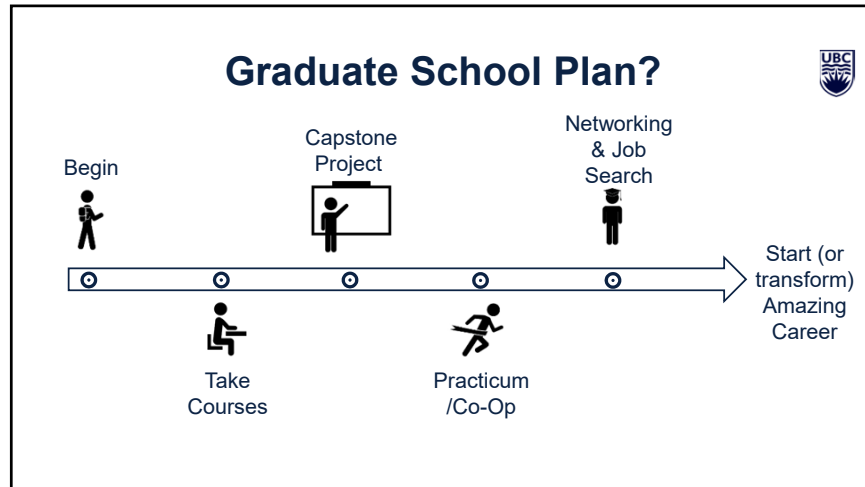 Graduate School Plan?
UBC
Begin
Capstone
Project
Networking
& Job
Search
Start (or
transform)
Amazing
Career
Take
Courses
Practicum
/Co-Op